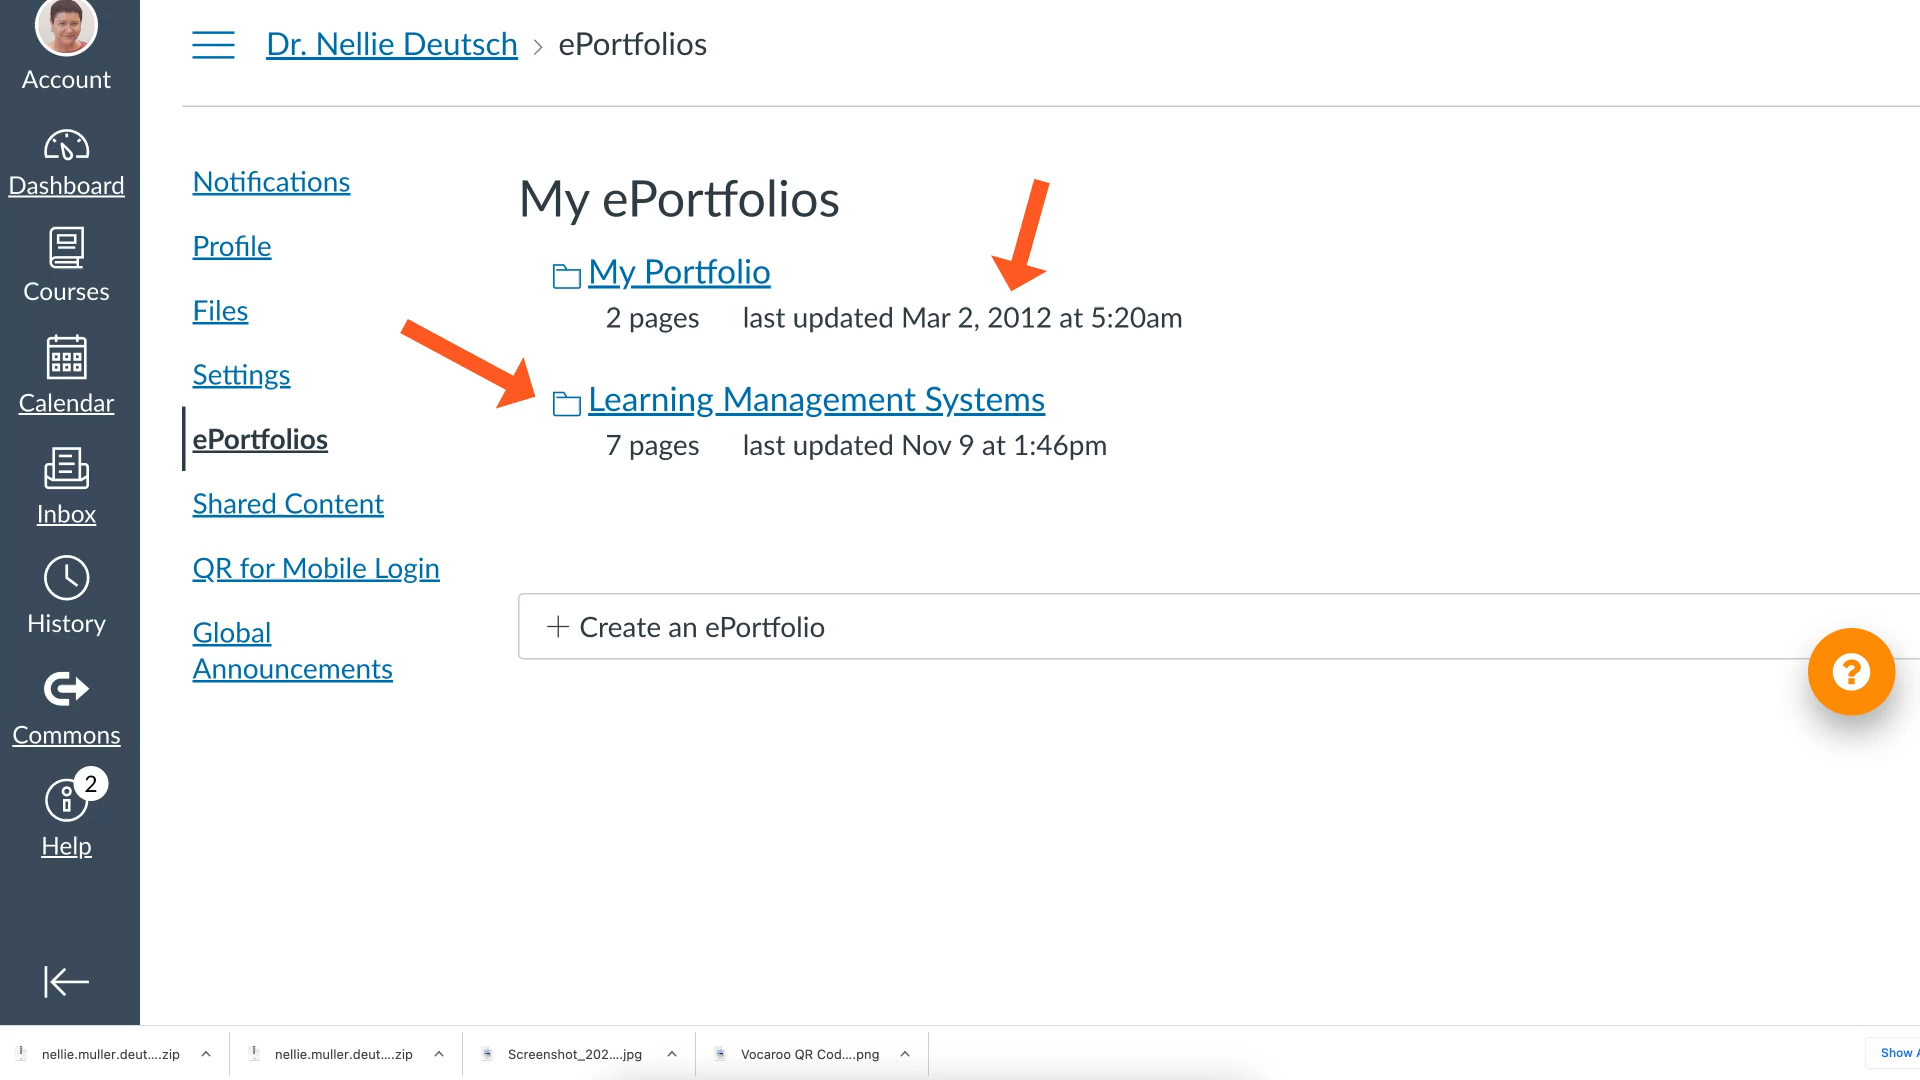 Account
Dashboard
Courses
Calendar
Inbox
History
Commons
2
Help
Dr. Nellie Deutsch > ePortfolios
Notifications
Profile
Files
Settings
ePortfolios
Shared Content
QR for Mobile Login
Global
Announcements
My ePortfolios
My Portfolio
2 pages last updated Mar 2, 2012 at 5:20am
Learning Management Systems
7 pages last updated Nov 9 at 1:46pm
+ Create an ePortfolio
?
nellie.muller.deut....zip
nellie.muller.deut....zip
Screenshot_202....jpg
Vocaroo QR Cod....png
Show